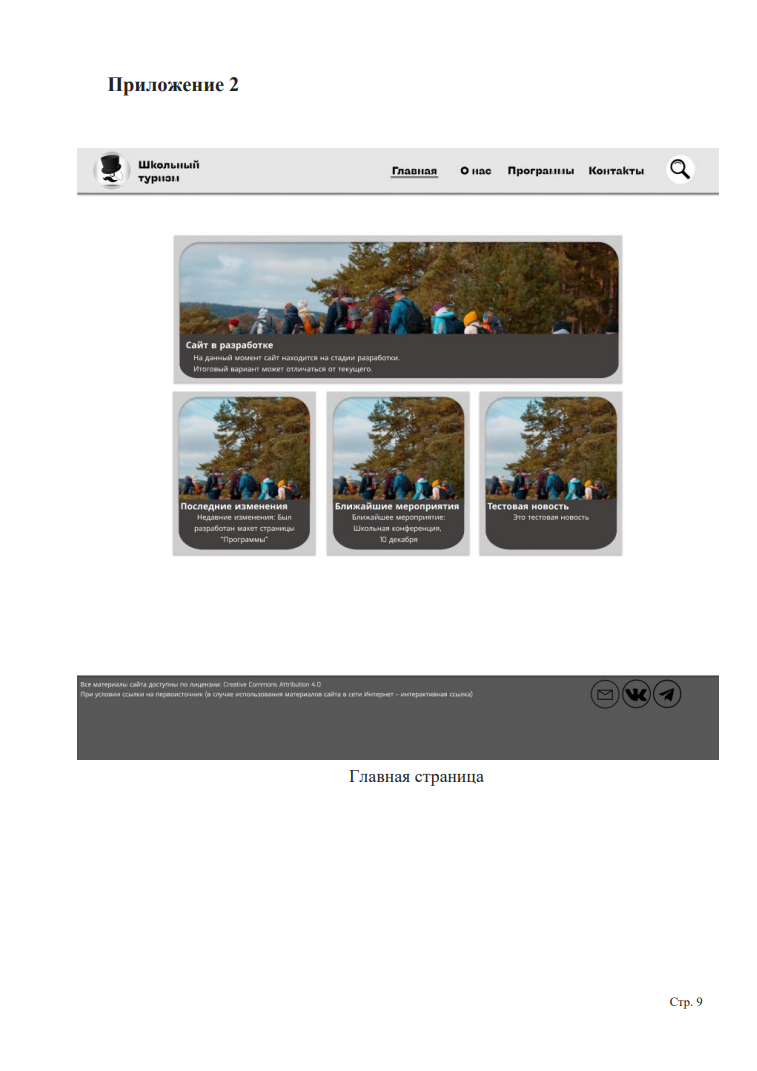 Приложение 2
Школьный
туризм
Главная
О нас
Программы
Контакты
Сайт в разработке
На данный момент сайт находится на стадии разработки.
Итоговый вариант может отличаться от текущего.
Последние изменения
Недавние изменения: Был
разработан макет страницы
"Программы"
Ближайшие мероприятия
Ближайшее мероприятие:
Школьная конференция,
10 декабря
Тестовая новость
Это тестовая новость
Все материалы сайта доступны по лицензии: Creative Commons Attribution 4.0
При условии ссылки на первоисточник (в случае использования материалов сайта в сети Интернет – интерактивная ссылка)
Главная страница
Стр. 9